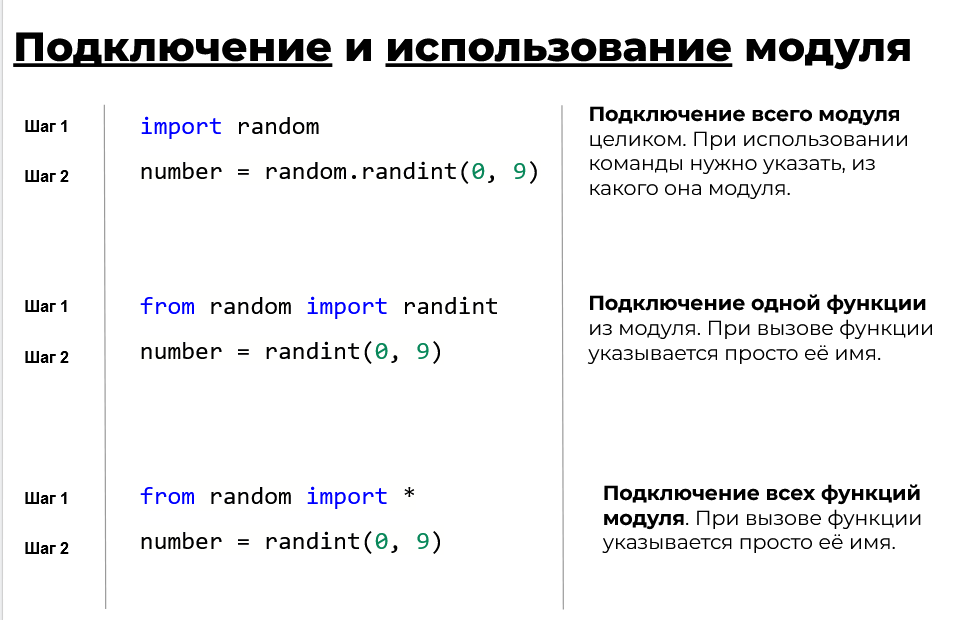 Подключение и использование модуля
Шаг 1
import random
Шаг 2
number = random.randint(0, 9)
Подключение всего модуля
целиком. При использовании
команды нужно указать, из
какого она модуля.
Шаг 1
from random import randint
Шаг 2
number = randint(0, 9)
Подключение одной функции
из модуля. При вызове функции
указывается просто её имя.
Шаг 1
from random import *
Шаг 2
number = randint(0, 9)
Подключение всех функций
модуля. При вызове функции
указывается просто её имя.